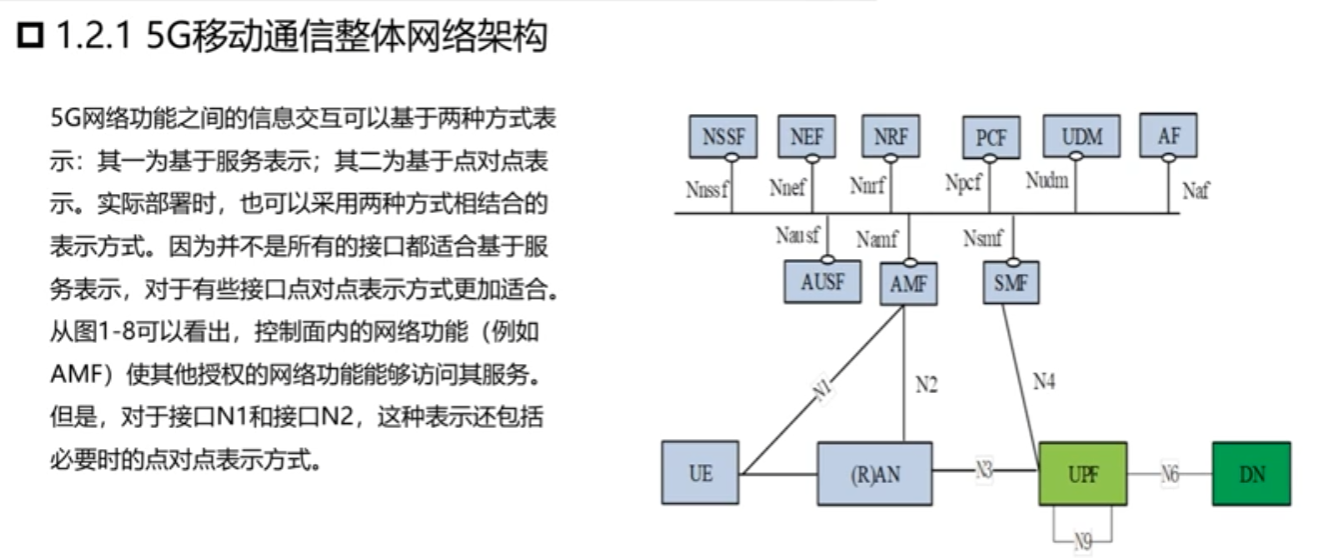 1.2.1 5G移动通信整体网络架构
5G网络功能之间的信息交互可以基于两种方式表
示：其一为基于服务表示；其二为基于点对点表
示。实际部署时，也可以采用两种方式相结合的
表示方式。因为并不是所有的接口都适合基于服
务表示，对于有些接口点对点表示方式更加适合。
从图1-8可以看出，控制面内的网络功能（例如
AMF）使其他授权的网络功能能够访问其服务。
但是，对于接口N1和接口N2，这种表示还包括
必要时的点对点表示方式。
NSSF NEF NRF PCF UDM AF
Nnssf Nnef Nnrf Npcf Nudm Naf
Nausf Namf Nsmf
AUSF AMF SMF
N1 N2 N4
UE (R)AN N3 UPF N6 DN
N9